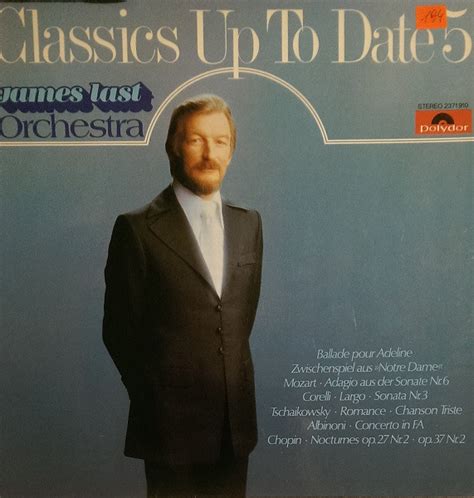 Classics Up To Date 5
James Last
Orchestra
STEREO 2371 910
Polydor
Ballade pour Adeline
Zwischenspiel aus »Notre Dame«
Mozart · Adagio aus der Sonate Nr. 6
Corelli · Largo · Sonata Nr. 3
Tschaikowsky · Romance · Chanson Triste
Albinoni · Concerto in FA
Chopin · Nocturnes op. 27 Nr. 2 · op. 37 Nr. 2